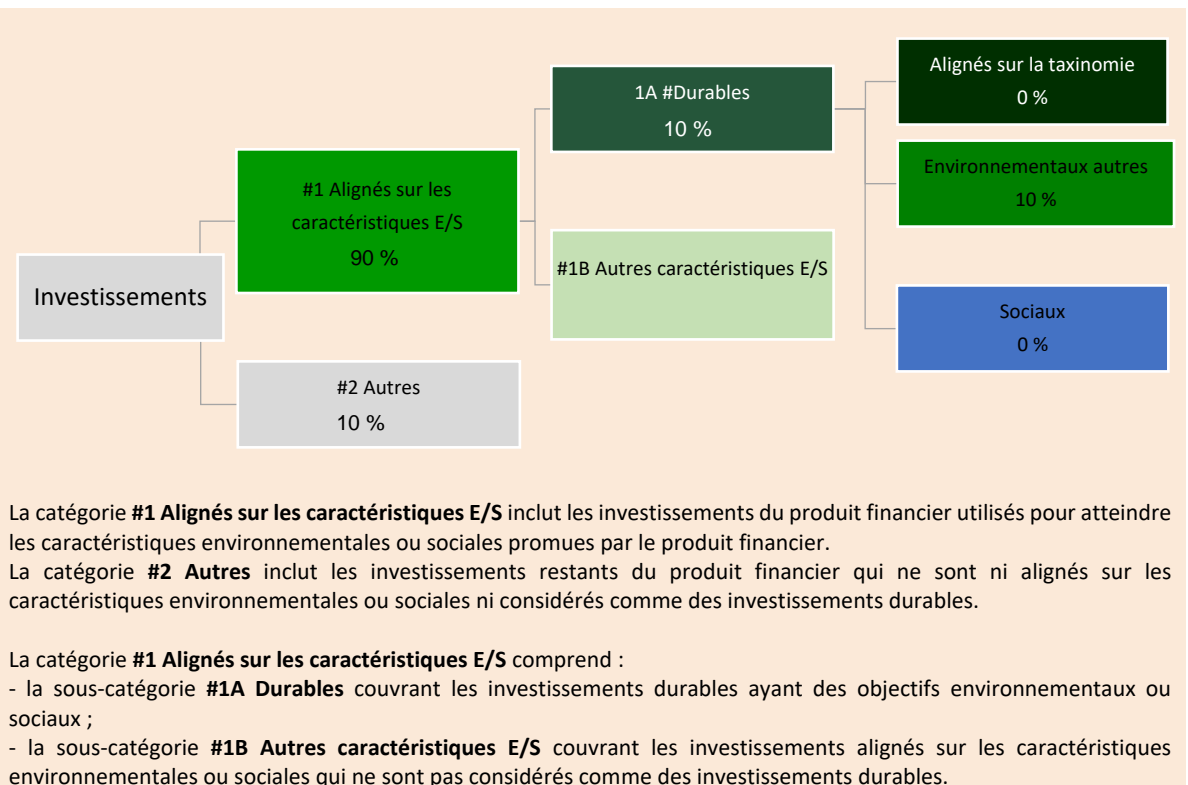 Alignés sur la taxinomie
0 %
1A #Durables
10 %
Environnementaux autres
10 %
#1 Alignés sur les
caractéristiques E/S
90 %
#1B Autres caractéristiques E/S
Investissements
Sociaux
0 %
#2 Autres
10 %
La catégorie #1 Alignés sur les caractéristiques E/S inclut les investissements du produit financier utilisés pour atteindre
les caractéristiques environnementales ou sociales promues par le produit financier.
La catégorie #2 Autres inclut les investissements restants du produit financier qui ne sont ni alignés sur les
caractéristiques environnementales ou sociales ni considérés comme des investissements durables.
La catégorie #1 Alignés sur les caractéristiques E/S comprend :
- la sous-catégorie #1A Durables couvrant les investissements durables ayant des objectifs environnementaux ou
sociaux ;
- la sous-catégorie #1B Autres caractéristiques E/S couvrant les investissements alignés sur les caractéristiques
environnementales ou sociales qui ne sont pas considérés comme des investissements durables.